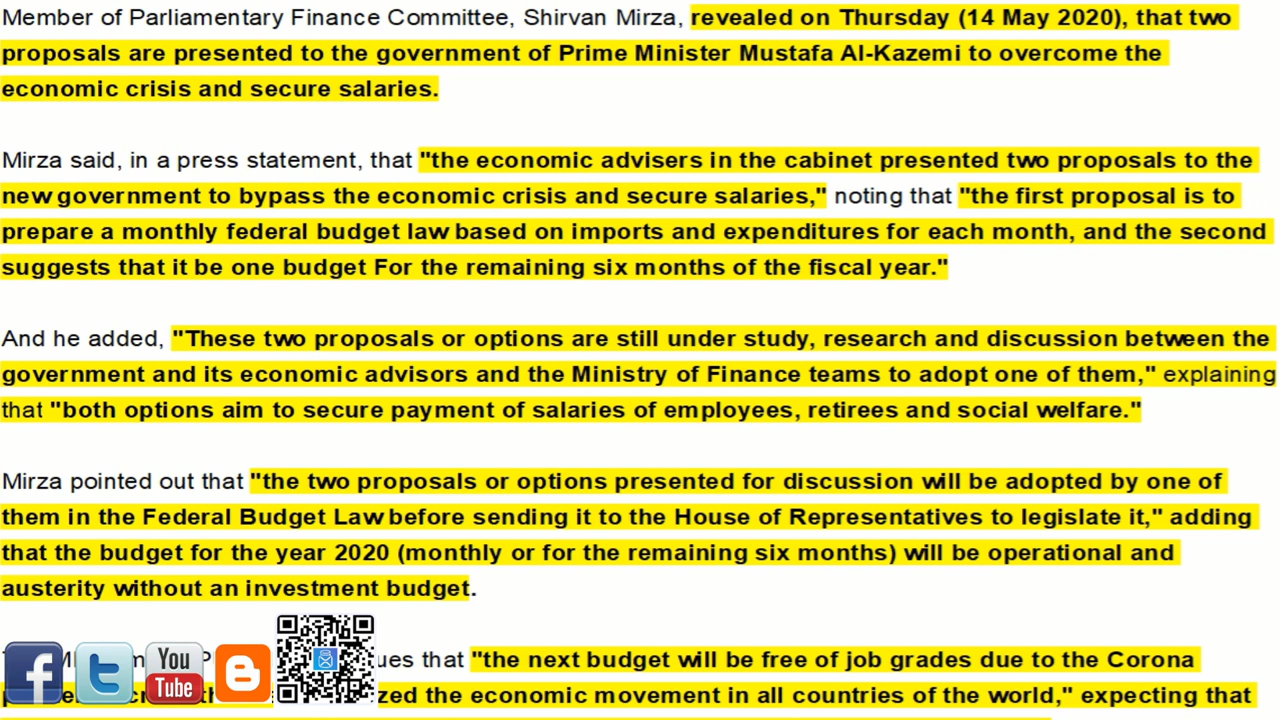 Member of Parliamentary Finance Committee, Shirvan Mirza, revealed on Thursday (14 May 2020), that two
proposals are presented to the government of Prime Minister Mustafa Al-Kazemi to overcome the
economic crisis and secure salaries.
Mirza said, in a press statement, that "the economic advisers in the cabinet presented two proposals to the
new government to bypass the economic crisis and secure salaries," noting that "the first proposal is to
prepare a monthly federal budget law based on imports and expenditures for each month, and the second
suggests that it be one budget For the remaining six months of the fiscal year."
And he added, "These two proposals or options are still under study, research and discussion between the
government and its economic advisors and the Ministry of Finance teams to adopt one of them," explaining
that "both options aim to secure payment of salaries of employees, retirees and social welfare."
Mirza pointed out that "the two proposals or options presented for discussion will be adopted by one of
them in the Federal Budget Law before sending it to the House of Representatives to legislate it," adding
that the budget for the year 2020 (monthly or for the remaining six months) will be operational and
austerity without an investment budget.
that "the next budget will be free of job grades due to the Corona
the economic movement in all countries of the world," expecting that
You
Tube